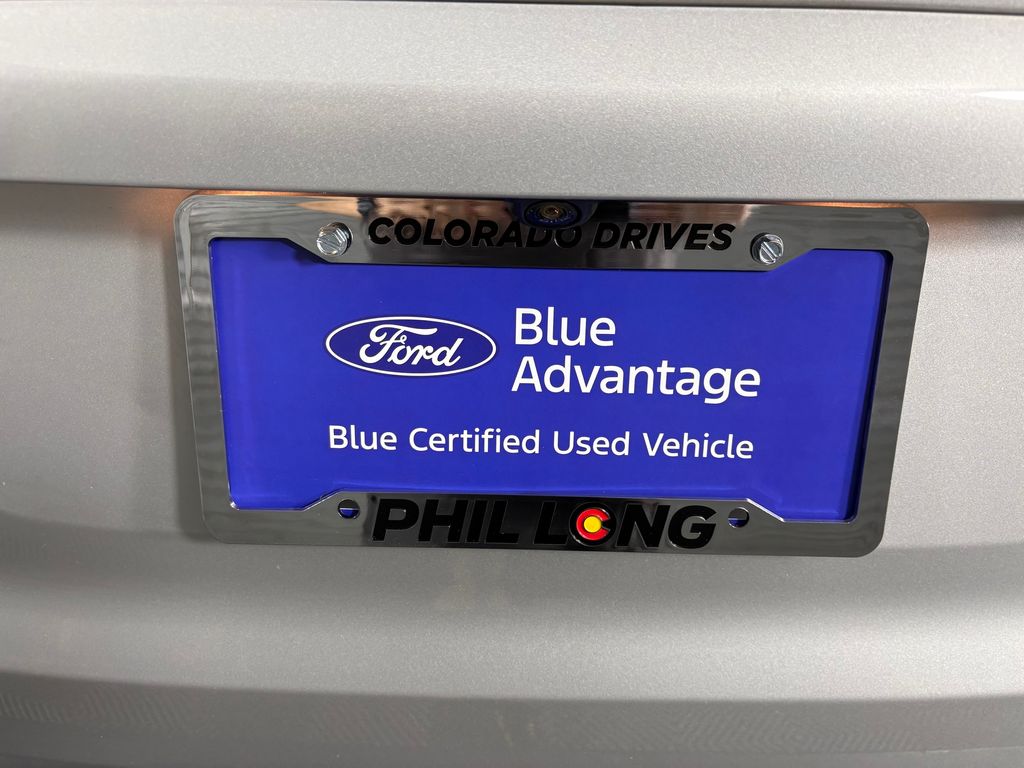 COLORADO DRIVES
Ford
Blue
Advantage
Blue Certified Used Vehicle
PHIL LONG